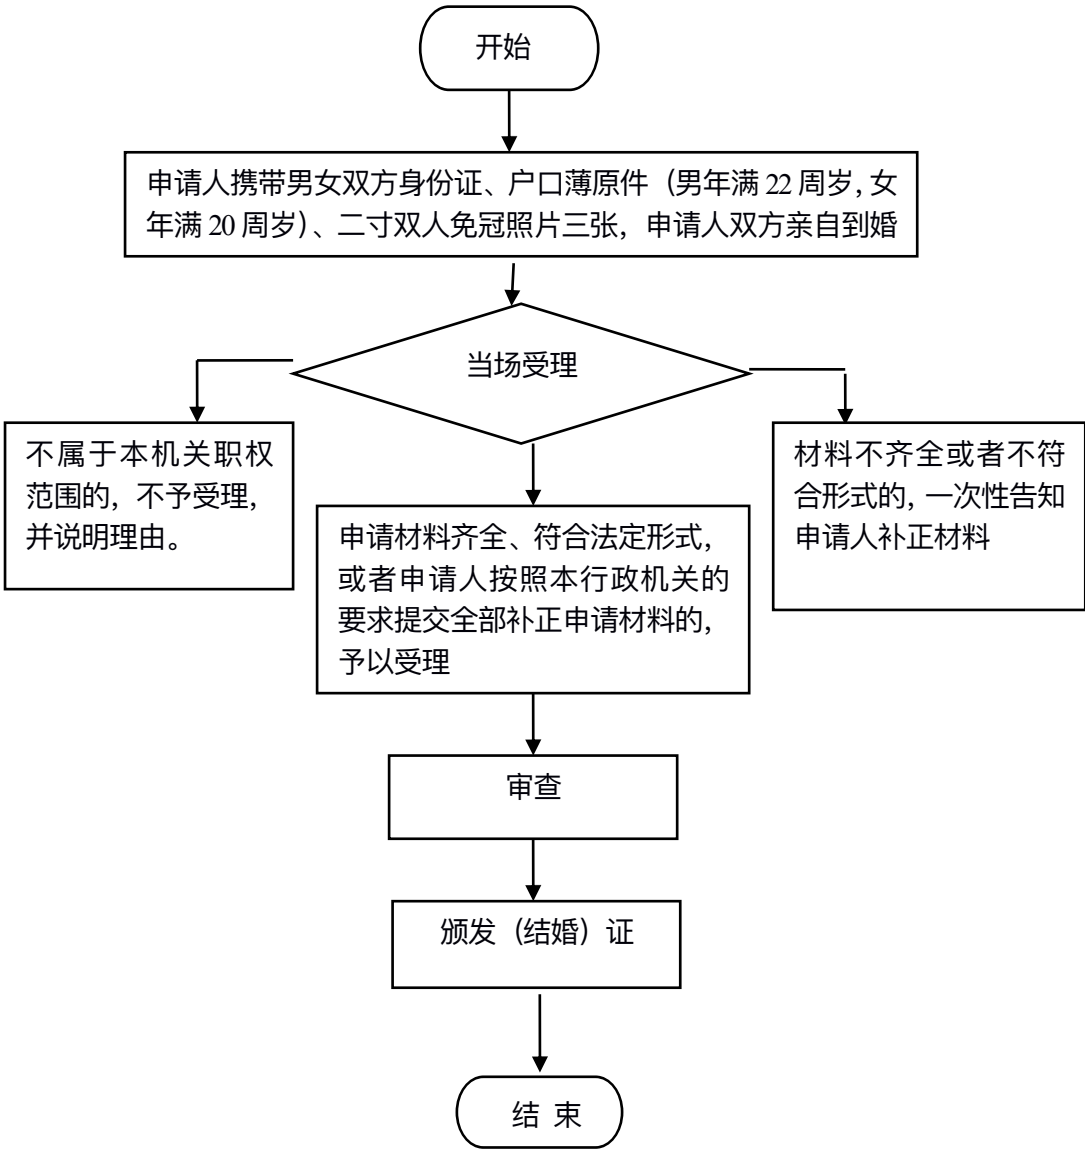 开始
申请人携带男女双方身份证、户口薄原件（男年满 22 周岁，女
年满 20 周岁）、二寸双人免冠照片三张，申请人双方亲自到婚
当场受理
不属于本机关职权
范围的，不予受理，
并说明理由。
材料不齐全或者不符
合形式的，一次性告知
申请人补正材料
申请材料齐全、符合法定形式，
或者申请人按照本行政机关的
要求提交全部补正申请材料的，
予以受理
审查
颁发（结婚）证
结 束